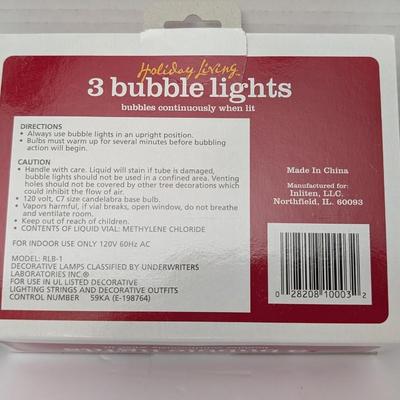 Holiday Living™
3 bubble lights
bubbles continuously when lit
DIRECTIONS
• Always use bubble lights in an upright position.
• Bulbs must warm up for several minutes before bubbling
action will begin.
CAUTION
• Handle with care. Liquid will stain if tube is damaged,
bubble lights should not be used in a confined area. Venting
holes should not be covered by other tree decorations which
could inhibit the flow of air.
• 120 volt, C7 size candelabra base bulb.
• Vapors harmful, if vial breaks, open window, do not breathe
and ventilate room.
• Keep out of reach of children.
• CONTENTS OF LIQUID VIAL: METHYLENE CHLORIDE
FOR INDOOR USE ONLY 120V 60Hz AC
MODEL: RLB-1
DECORATIVE LAMPS CLASSIFIED BY UNDERWRITERS
LABORATORIES INC.®
FOR USE IN UL LISTED DECORATIVE
LIGHTING STRINGS AND DECORATIVE OUTFITS
CONTROL NUMBER 59KA (E-198764)
Made In China
Manufactured for:
Inliten, LLC.
Northfield, IL. 60093
0 28208 10003 2